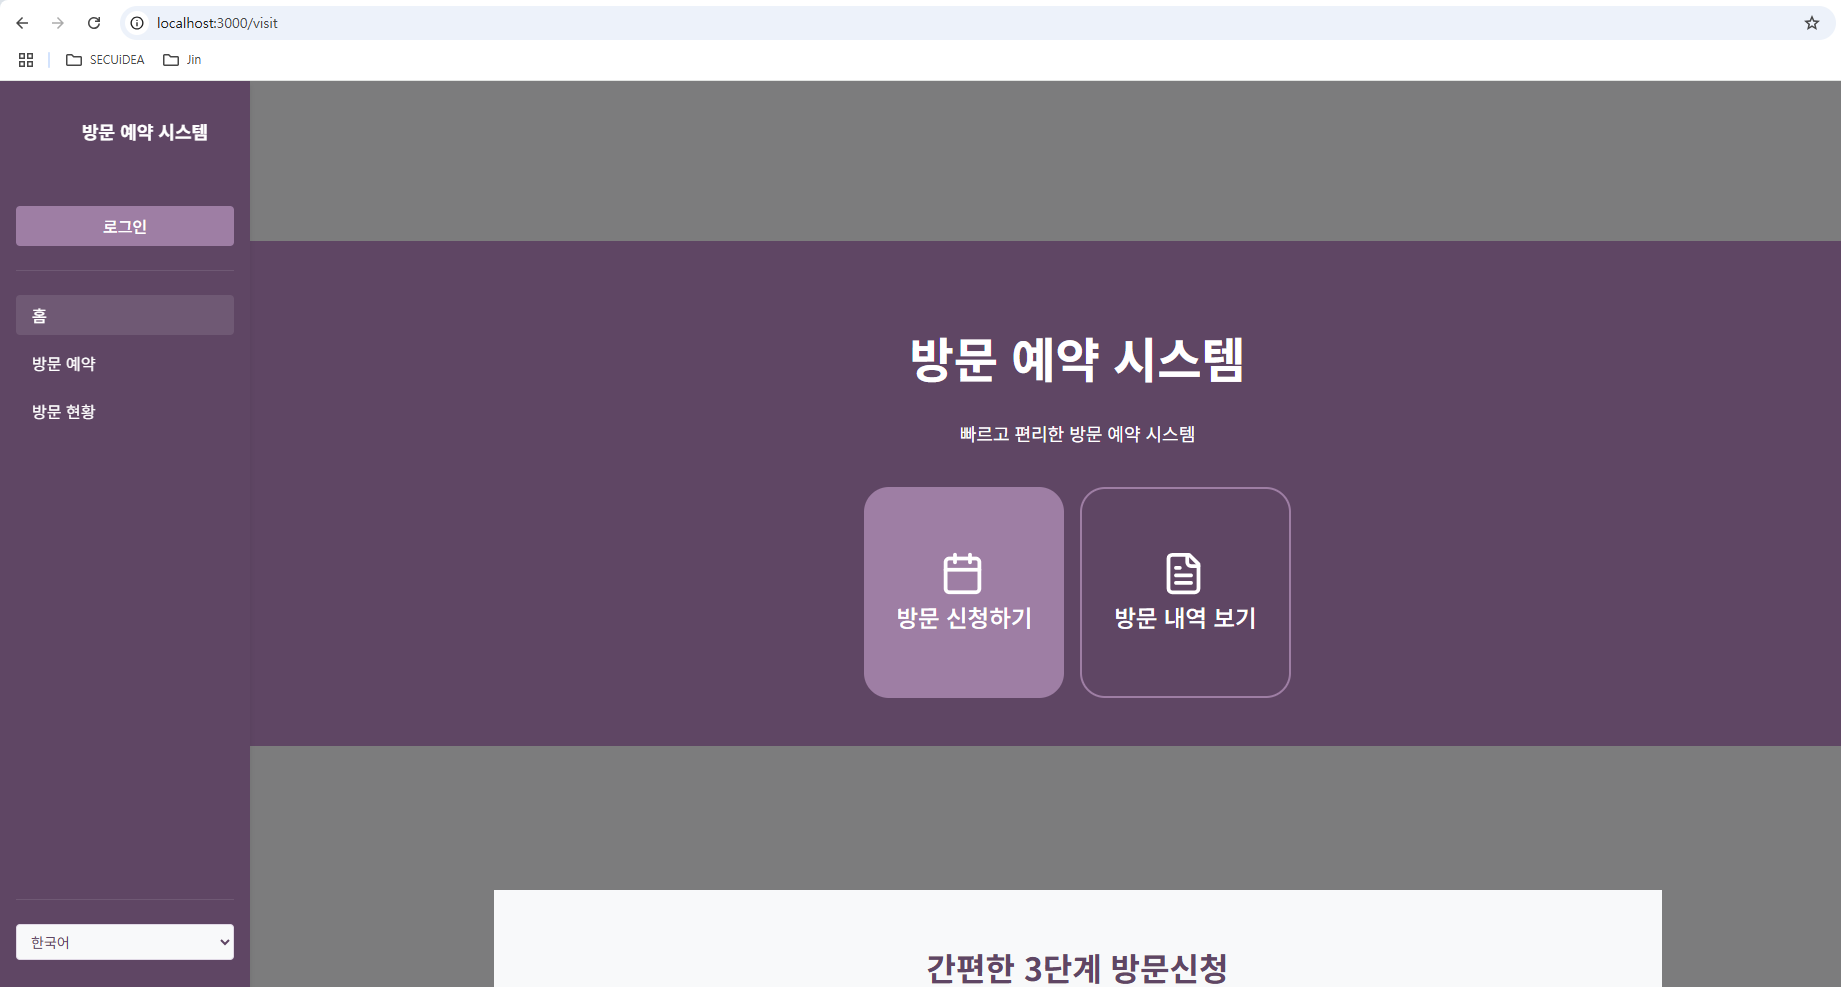 localhost:3000/visit
SECUiDEA
Jin
방문 예약 시스템
로그인
홈
방문 예약
방문 현황
한국어
방문 예약 시스템
빠르고 편리한 방문 예약 시스템
방문 신청하기
방문 내역 보기
간편한 3단계 방문신청